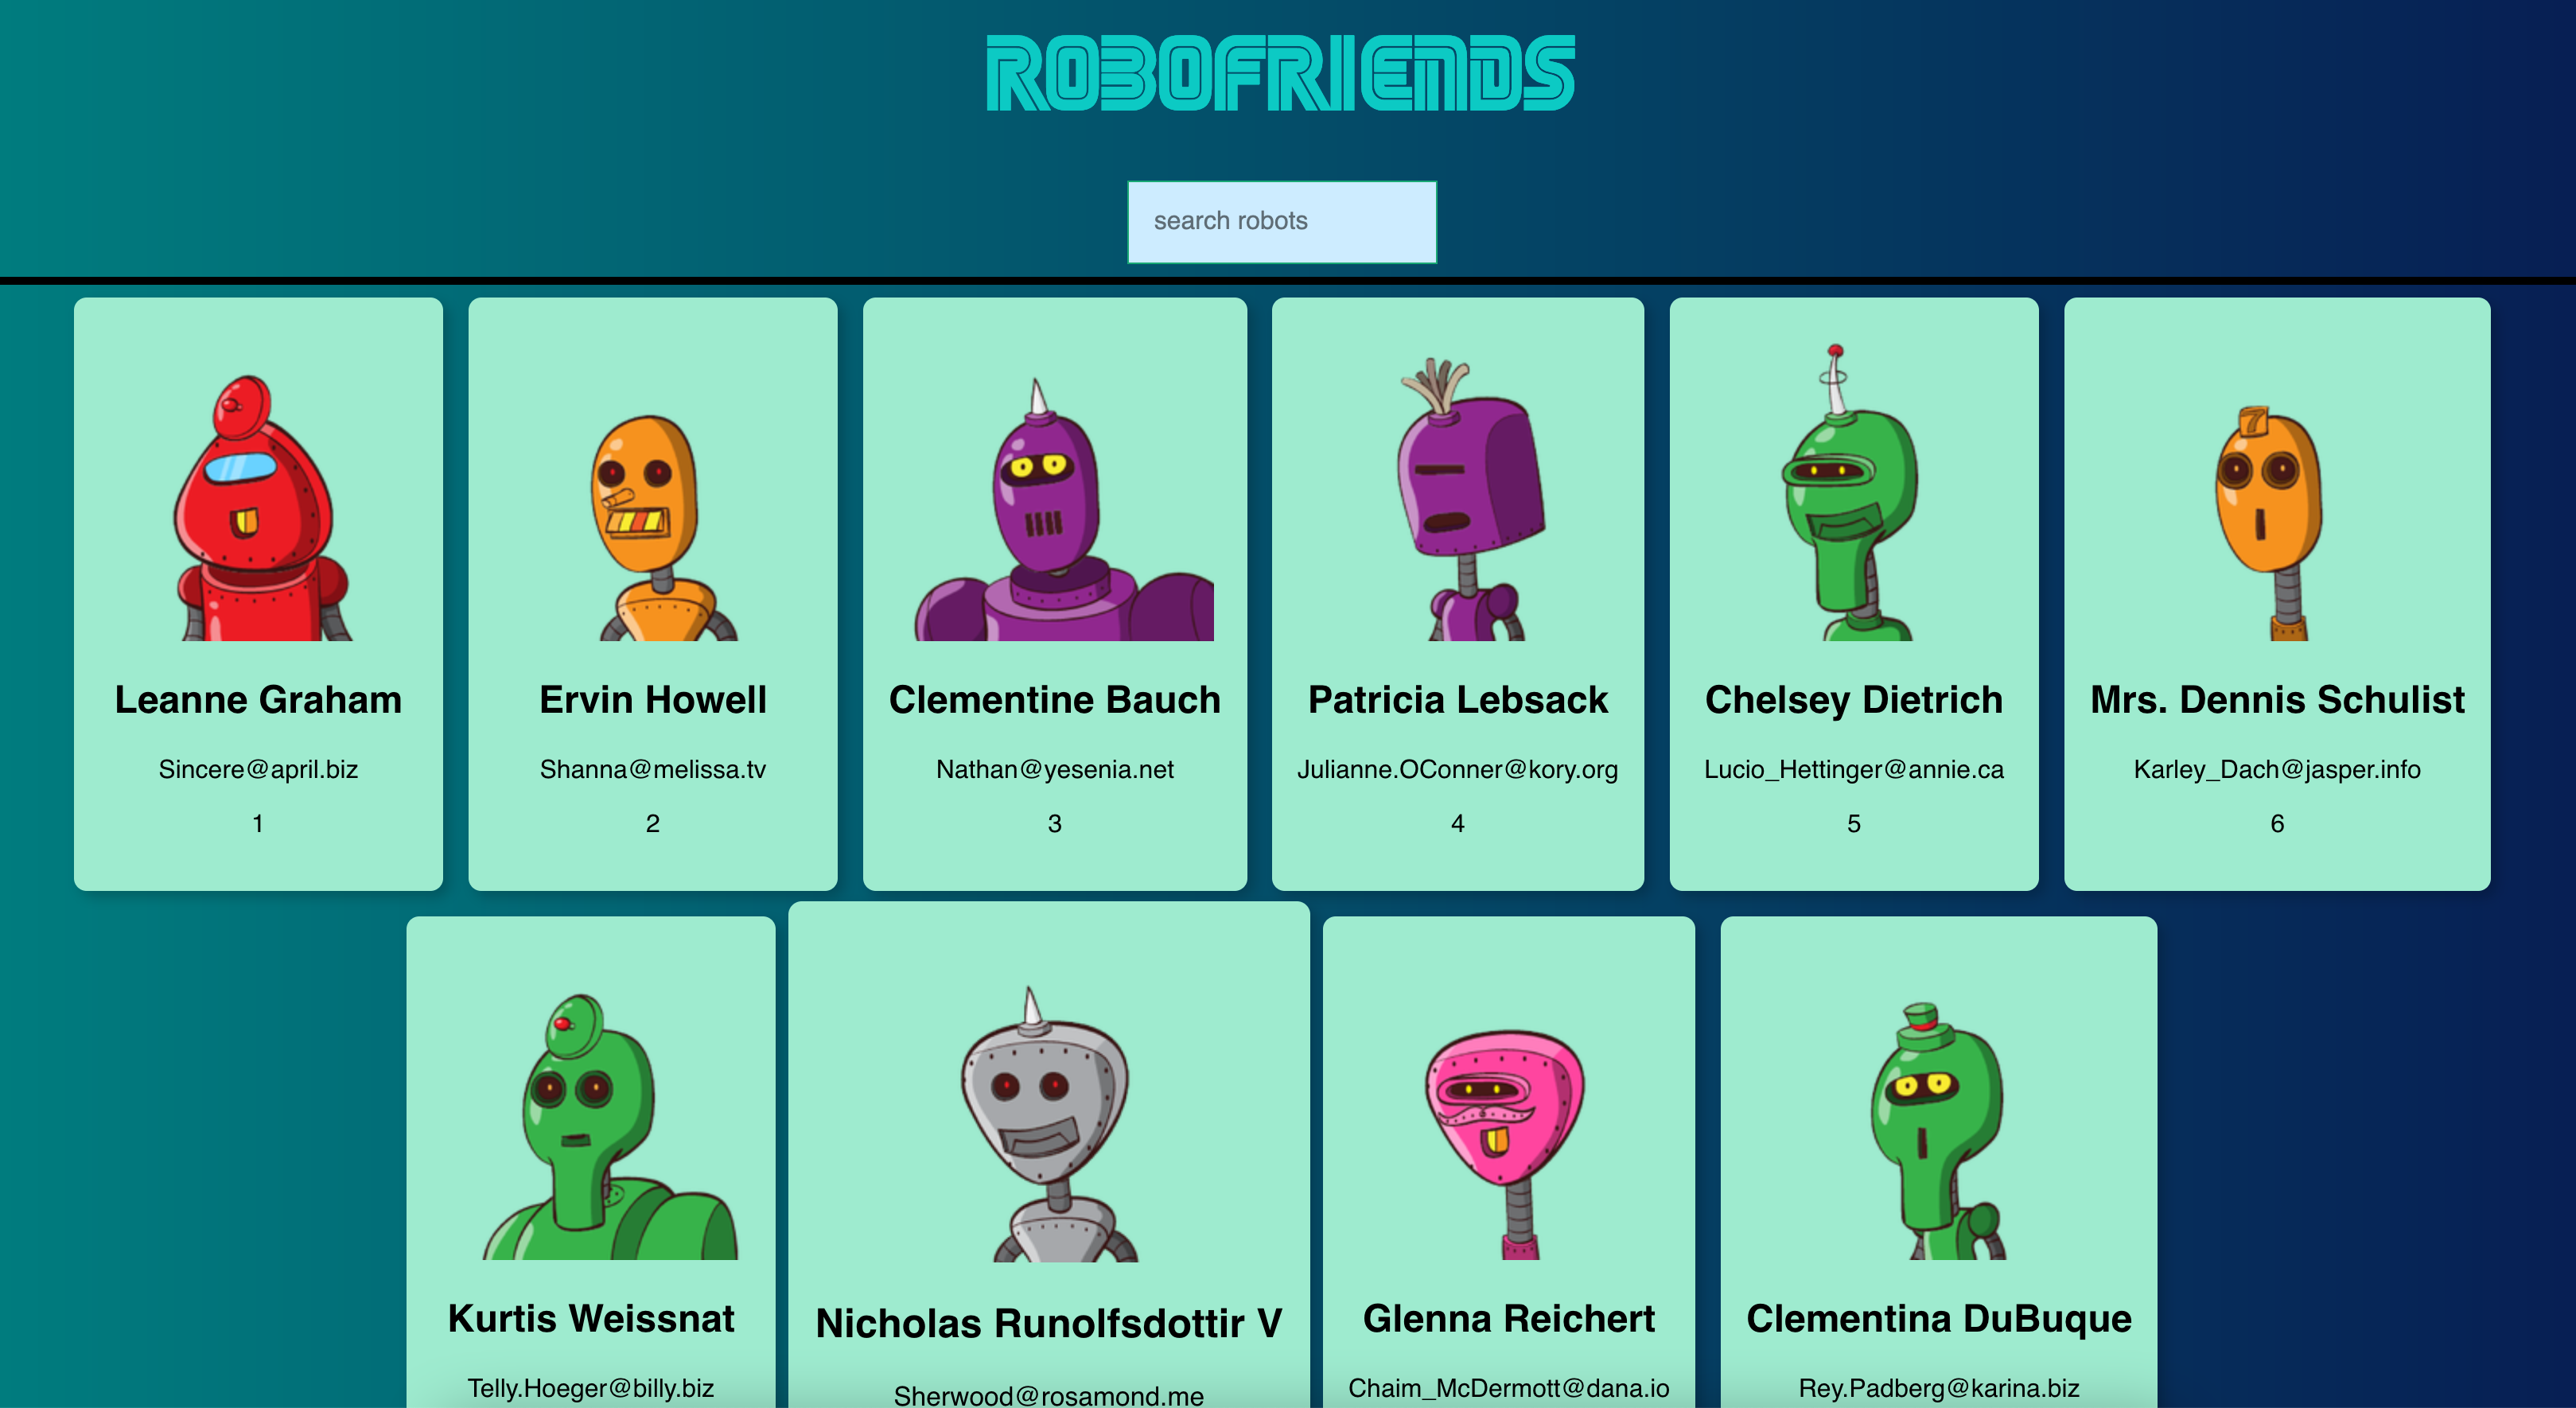 ROBOFRIENDS
search robots
Leanne Graham
Sincere@april.biz
1
Ervin Howell
Shanna@melissa.tv
2
Clementine Bauch
Nathan@yesenia.net
3
Patricia Lebsack
Julianne.OConner@kory.org
4
Chelsey Dietrich
Lucio_Hettinger@annie.ca
5
7
Mrs. Dennis Schulist
Karley_Dach@jasper.info
6
Kurtis Weissnat
Telly.Hoeger@billy.biz
Nicholas Runolfsdottir V
Sherwood@rosamond.me
Glenna Reichert
Chaim_McDermott@dana.io
Clementina DuBuque
Rey.Padberg@karina.biz